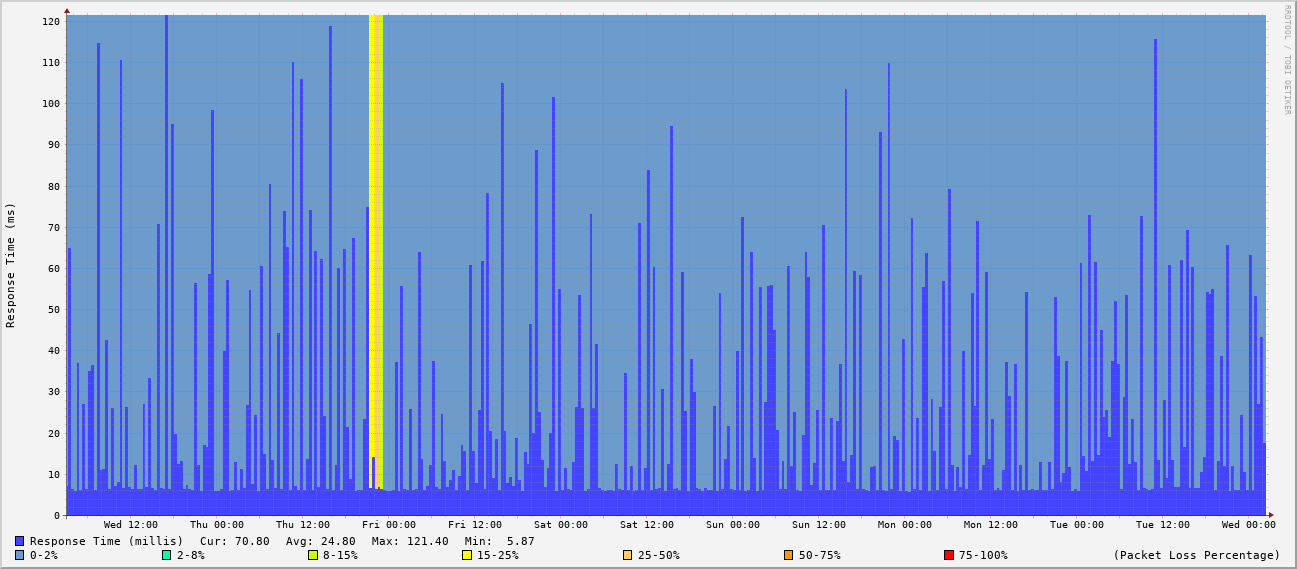 RRDTOOL / TOBI OETIKER
Response Time (ms)
120
110
100
90
80
70
60
50
40
30
20
10
0
Wed 12:00 Thu 00:00 Thu 12:00 Fri 00:00 Fri 12:00 Sat 00:00 Sat 12:00 Sun 00:00 Sun 12:00 Mon 00:00 Mon 12:00 Tue 00:00 Tue 12:00 Wed 00:00
Response Time (millis) Cur: 70.80 Avg: 24.80 Max: 121.40 Min: 5.87
0-2% 2-8% 8-15% 15-25% 25-50% 50-75% 75-100% (Packet Loss Percentage)